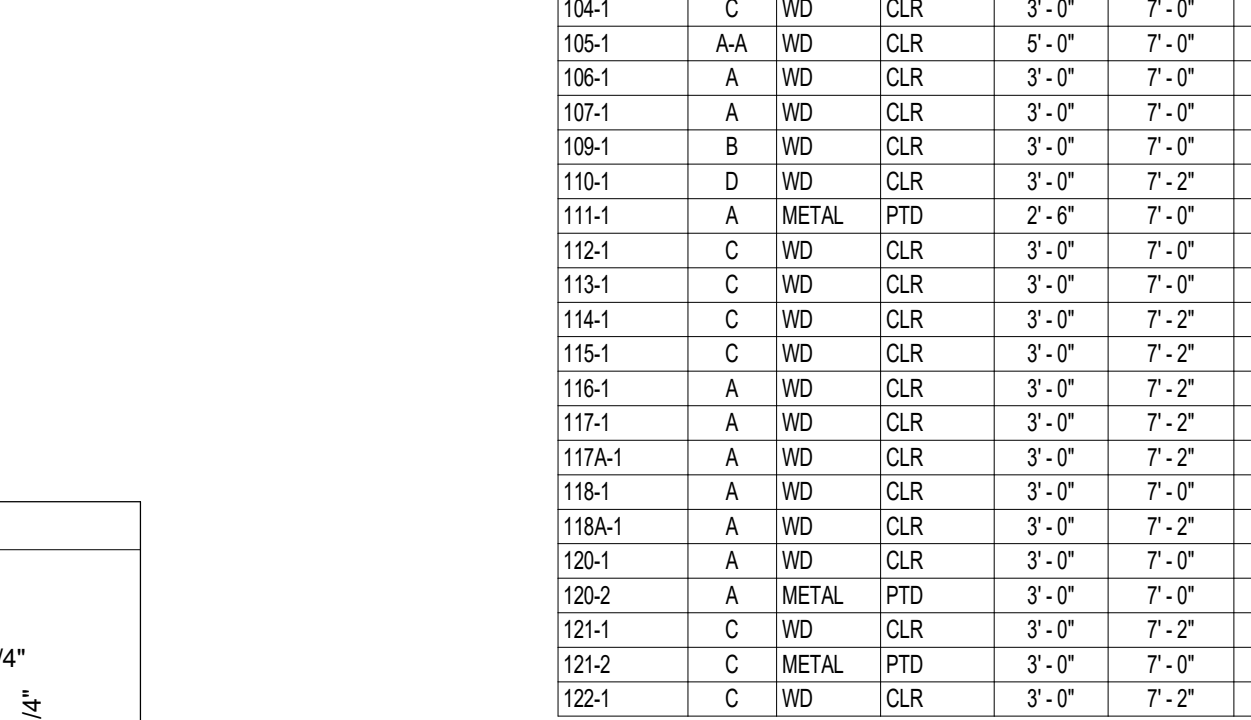 104-1 C WD CLR 3' - 0" 7' - 0"
105-1 A-A WD CLR 5' - 0" 7' - 0"
106-1 A WD CLR 3' - 0" 7' - 0"
107-1 A WD CLR 3' - 0" 7' - 0"
109-1 B WD CLR 3' - 0" 7' - 0"
110-1 D WD CLR 3' - 0" 7' - 2"
111-1 A METAL PTD 2' - 6" 7' - 0"
112-1 C WD CLR 3' - 0" 7' - 0"
113-1 C WD CLR 3' - 0" 7' - 0"
114-1 C WD CLR 3' - 0" 7' - 2"
115-1 C WD CLR 3' - 0" 7' - 2"
116-1 A WD CLR 3' - 0" 7' - 2"
117-1 A WD CLR 3' - 0" 7' - 2"
117A-1 A WD CLR 3' - 0" 7' - 2"
118-1 A WD CLR 3' - 0" 7' - 0"
118A-1 A WD CLR 3' - 0" 7' - 2"
120-1 A WD CLR 3' - 0" 7' - 0"
120-2 A METAL PTD 3' - 0" 7' - 0"
121-1 C WD CLR 3' - 0" 7' - 2"
121-2 C METAL PTD 3' - 0" 7' - 0"
122-1 C WD CLR 3' - 0" 7' - 2"
/4"
/4"